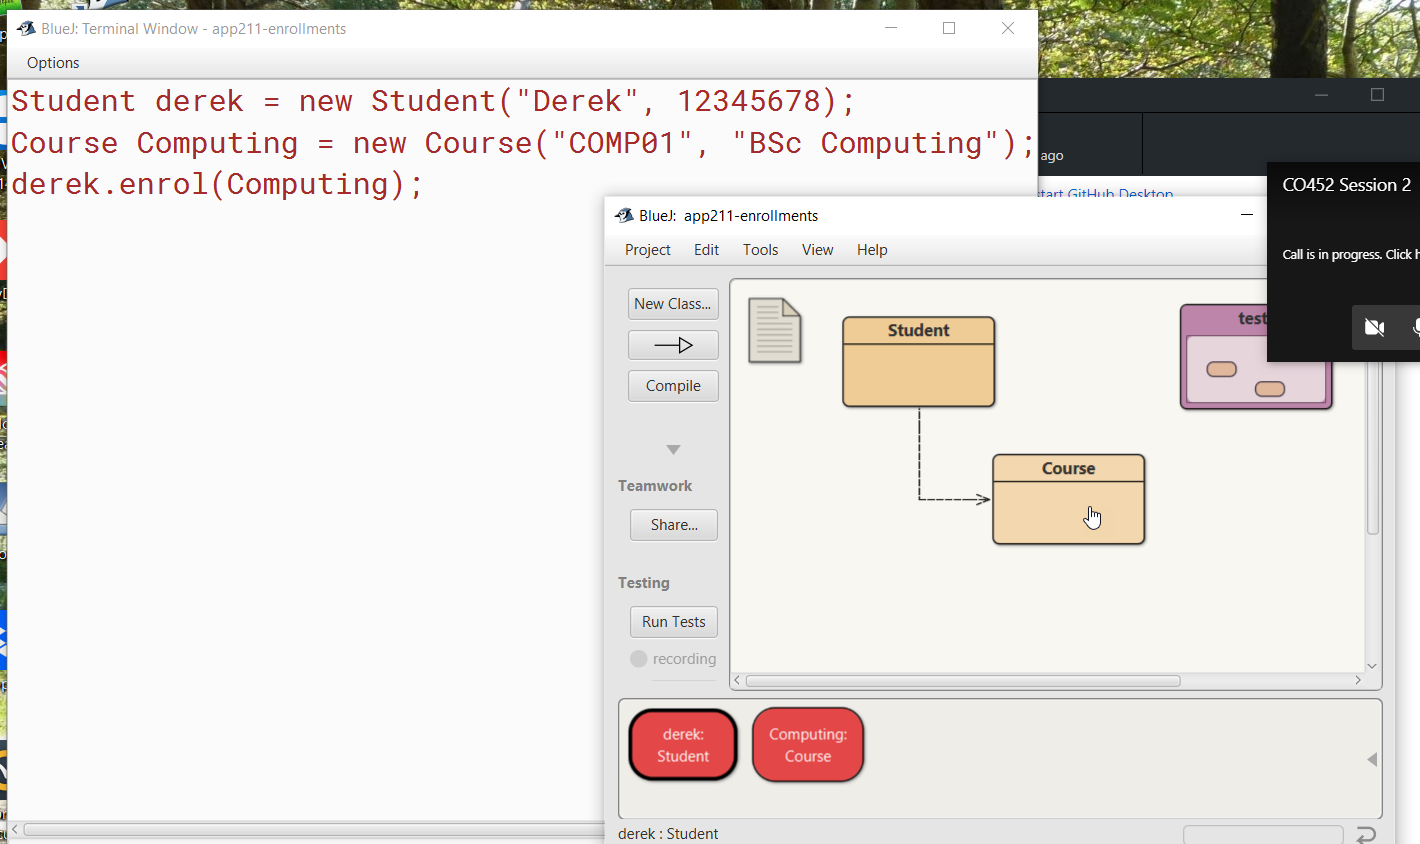 BlueJ: Terminal Window - app211-enrollments
Options
Student derek = new Student("Derek", 12345678);
Course Computing = new Course("COMP01", "BSc Computing");
derek.enrol(Computing);
ago
start GitHub Desktop
CO452 Session 2
Call is in progress. Click
BlueJ: app211-enrollments
Project Edit Tools View Help
New Class...
Compile
Teamwork
Share...
Testing
Run Tests
recording
Student
test
Course
derek:
Student
Computing:
Course
derek : Student